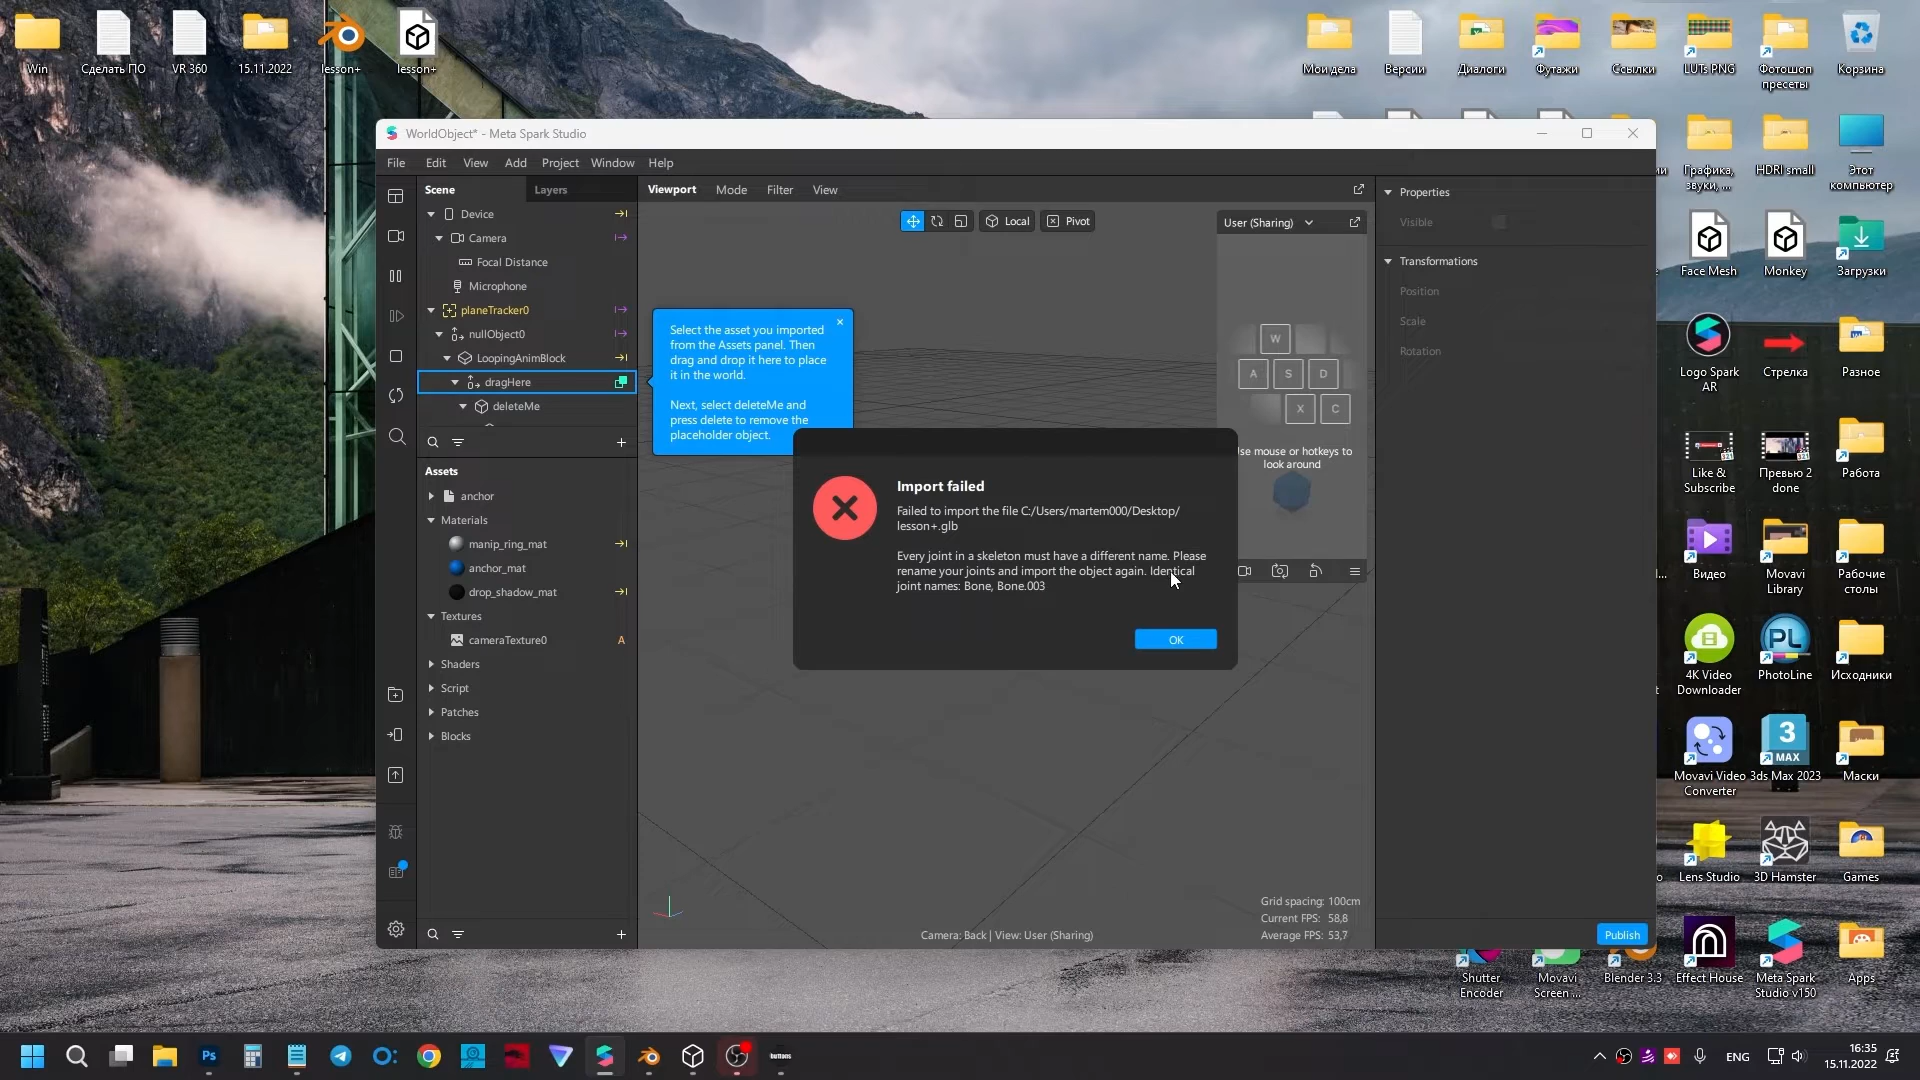 Win
Сделать ПО
VR 360
15.11.2022
lesson+
lesson+
Мои дела
Версии
Диалоги
Футажи
Ссылки
LUTs PNG
Фотошоп
пресеты
Корзина
WorldObject* - Meta Spark Studio
File Edit View Add Project Window Help
Scene
Layers
Viewport Mode Filter View
Device
Camera
Focal Distance
Microphone
planeTracker0
nullObject0
LoopingAnimBlock
dragHere
deleteMe
Local
Pivot
User (Sharing)
Properties
Visible
Transformations
Position
Scale
Rotation
Select the asset you imported
from the Assets panel. Then
drag and drop it here to place
it in the world.
Next, select deleteMe and
press delete to remove the
placeholder object.
W
A S D
X C
Use mouse or hotkeys to
look around
Import failed
Failed to import the file C:/Users/martem000/Desktop/
lesson+.glb
Every joint in a skeleton must have a different name. Please
rename your joints and import the object again. Identical
joint names: Bone, Bone.003
OK
Assets
anchor
Materials
manip_ring_mat
anchor_mat
drop_shadow_mat
Textures
cameraTexture0
A
Shaders
Script
Patches
Blocks
Camera: Back | View: User (Sharing)
Grid spacing: 100cm
Current FPS: 58,8
Average FPS: 53,7
Publish
Графика,
звуки, ...
HDRI small
Этот
компьютер
Face Mesh
Monkey
Загрузки
Logo Spark
AR
Стрелка
Разное
Like &
Subscribe
Превью 2
done
Работа
Видео
Movavi
Library
Рабочие
столы
4K Video
Downloader
PL
PhotoLine
Исходники
Movavi Video
Converter
3
MAX
3ds Max 2023
Маски
Lens Studio
3D Hamster
Games
Shutter
Encoder
Movavi
Screen ...
Blender 3.3
Effect House
Meta Spark
Studio v150
Apps
Ps
buttons
ENG
16:35
15.11.2022